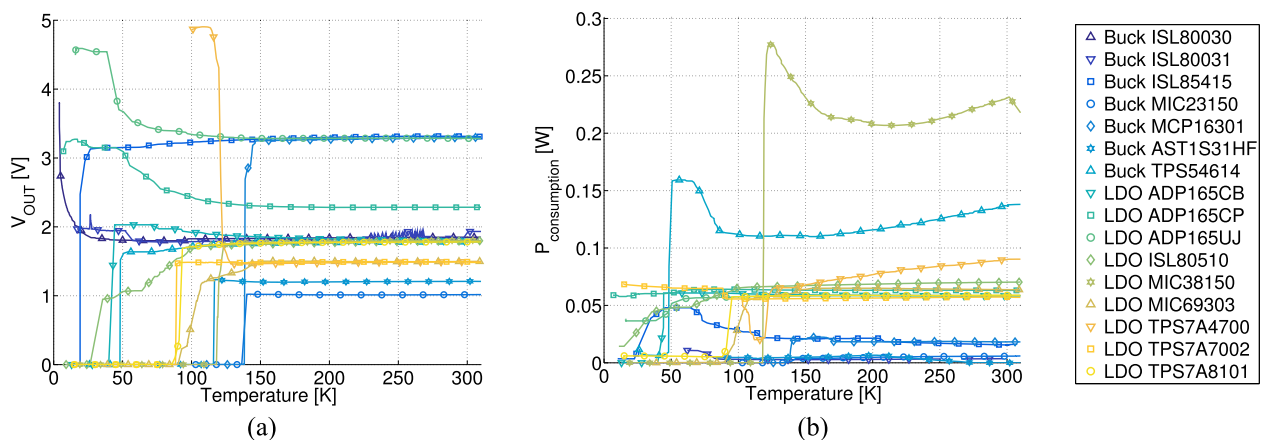 5
4
3
2
1
0
V_OUT [V]
0 50 100 150 200 250 300
Temperature [K]
(a)
0.3
0.25
0.2
0.15
0.1
0.05
0
P_consumption [W]
0 50 100 150 200 250 300
Temperature [K]
(b)
Buck ISL80030
Buck ISL80031
Buck ISL85415
Buck MIC23150
Buck MCP16301
Buck AST1S31HF
Buck TPS54614
LDO ADP165CB
LDO ADP165CP
LDO ADP165UJ
LDO ISL80510
LDO MIC38150
LDO MIC69303
LDO TPS7A4700
LDO TPS7A7002
LDO TPS7A8101